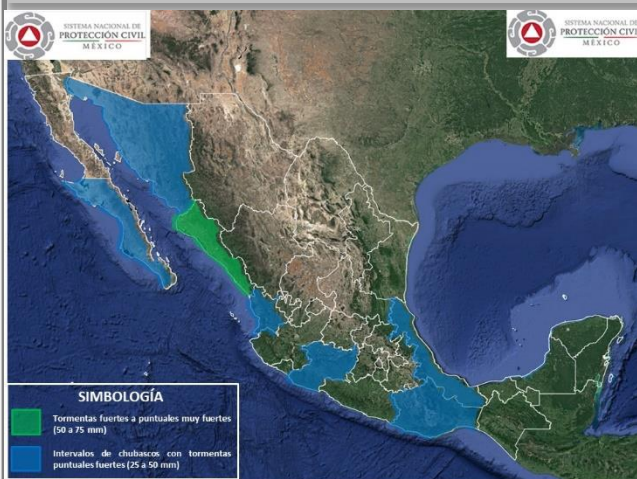 SISTEMA NACIONAL DE
PROTECCIÓN CIVIL
MÉXICO
SISTEMA NACIONAL DE
PROTECCIÓN CIVIL
MÉXICO
SIMBOLOGÍA
Tormentas fuertes a puntuales muy fuertes
(50 a 75 mm)
Intervalos de chubascos con tormentas
puntuales fuertes (25 a 50 mm)